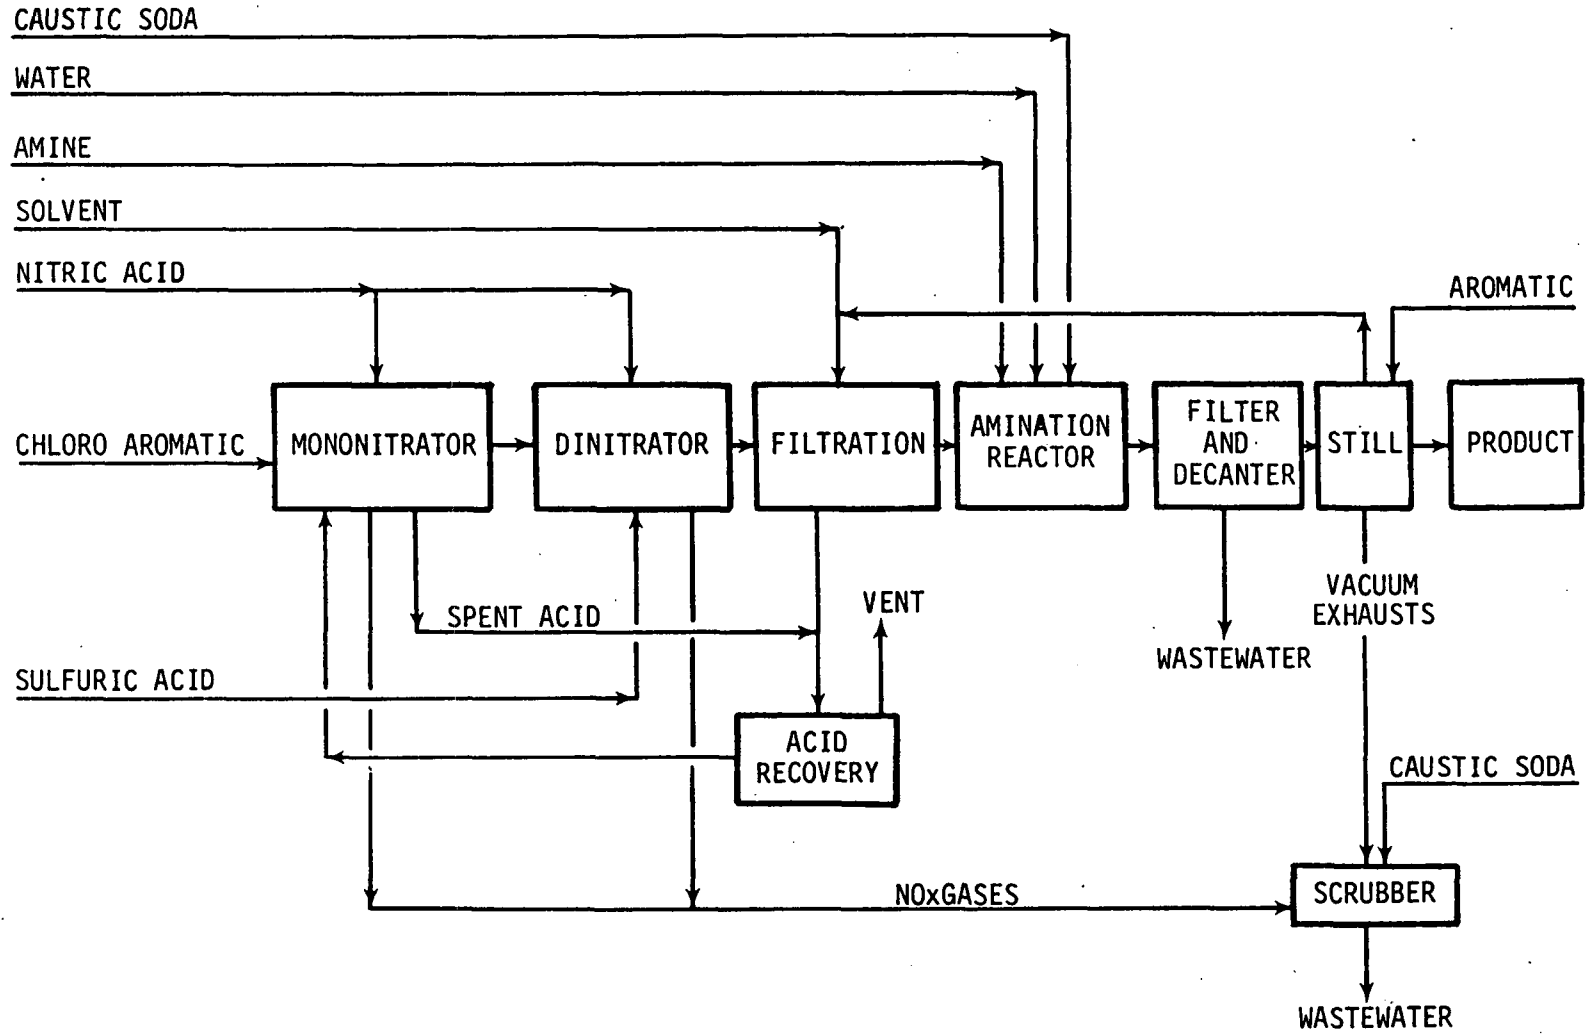 CAUSTIC SODA
WATER
AMINE
SOLVENT
NITRIC ACID
AROMATIC
CHLORO AROMATIC
MONONITRATOR
DINITRATOR
FILTRATION
AMINATION
REACTOR
FILTER
AND
DECANTER
STILL
PRODUCT
SPENT ACID
VENT
VACUUM
EXHAUSTS
WASTEWATER
SULFURIC ACID
ACID
RECOVERY
CAUSTIC SODA
NOxGASES
SCRUBBER
WASTEWATER